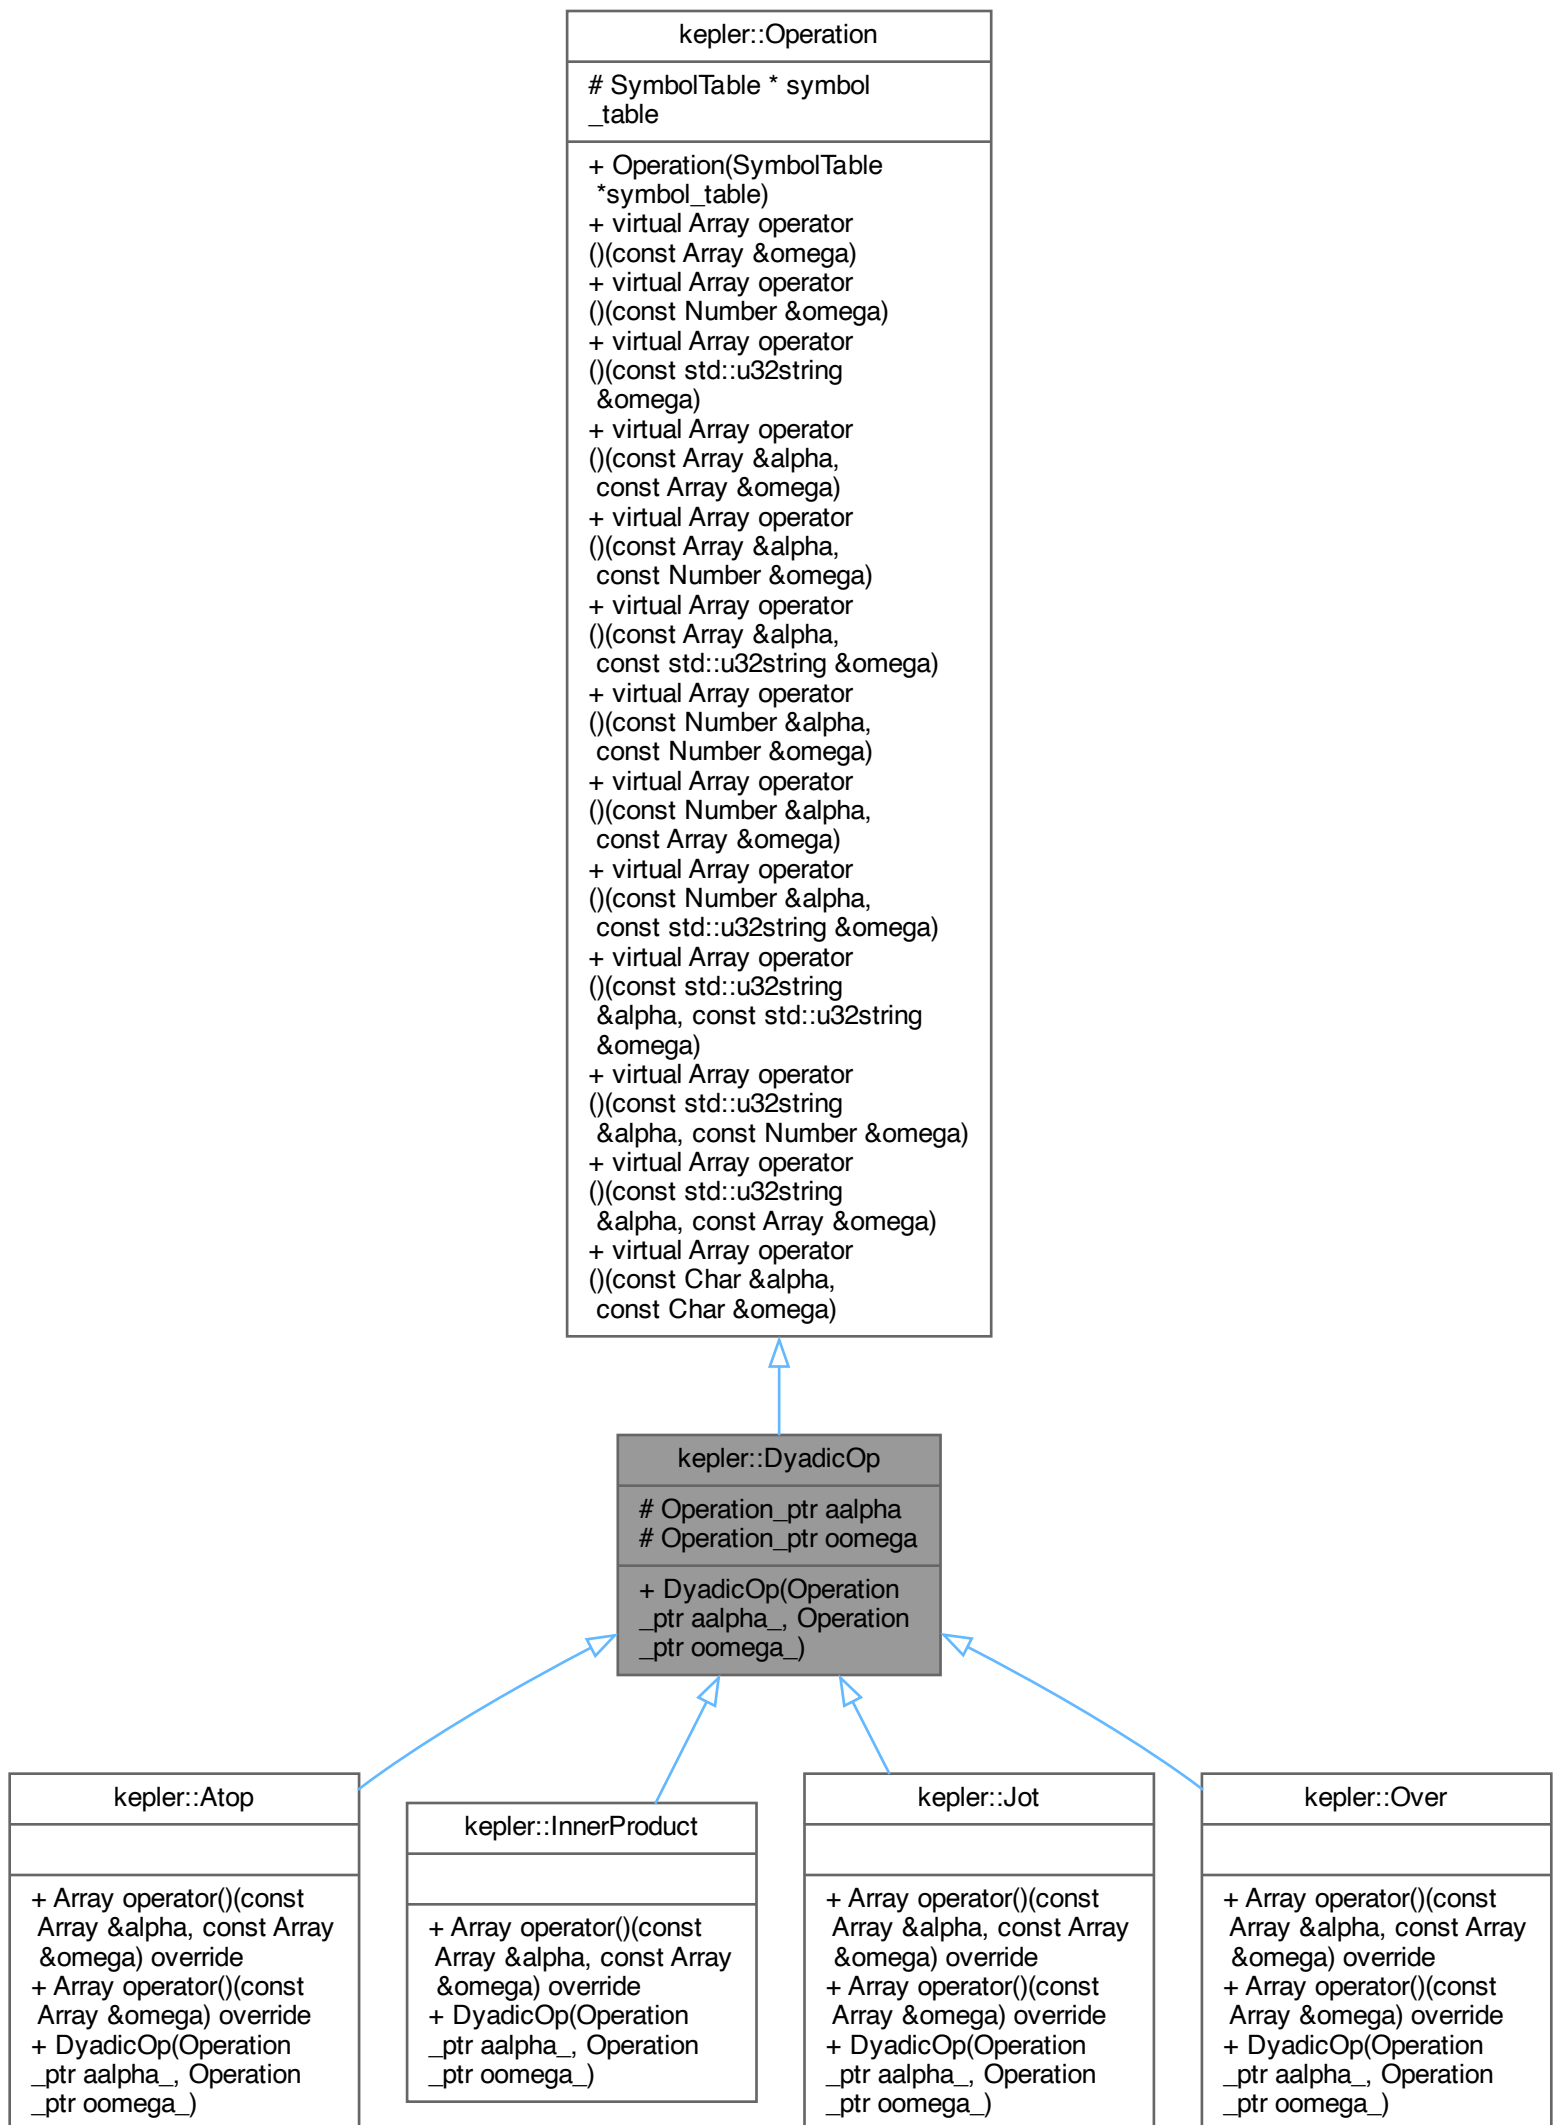 kepler::Operation
# SymbolTable * symbol
_table
+ Operation(SymbolTable
*symbol_table)
+ virtual Array operator
()(const Array &omega)
+ virtual Array operator
()(const Number &omega)
+ virtual Array operator
()(const std::u32string
&omega)
+ virtual Array operator
()(const Array &alpha,
const Array &omega)
+ virtual Array operator
()(const Array &alpha,
const Number &omega)
+ virtual Array operator
()(const Array &alpha,
const std::u32string &omega)
+ virtual Array operator
()(const Number &alpha,
const Number &omega)
+ virtual Array operator
()(const Number &alpha,
const Array &omega)
+ virtual Array operator
()(const Number &alpha,
const std::u32string &omega)
+ virtual Array operator
()(const std::u32string
&alpha, const std::u32string
&omega)
+ virtual Array operator
()(const std::u32string
&alpha, const Number &omega)
+ virtual Array operator
()(const std::u32string
&alpha, const Array &omega)
+ virtual Array operator
()(const Char &alpha,
const Char &omega)
kepler::DyadicOp
# Operation_ptr aalpha
# Operation_ptr oomega
+ DyadicOp(Operation
_ptr aalpha_, Operation
_ptr oomega_)
kepler::Atop
+ Array operator()(const
Array &alpha, const Array
&omega) override
+ Array operator()(const
Array &omega) override
+ DyadicOp(Operation
_ptr aalpha_, Operation
_ptr oomega_)
kepler::InnerProduct
+ Array operator()(const
Array &alpha, const Array
&omega) override
+ DyadicOp(Operation
_ptr aalpha_, Operation
_ptr oomega_)
kepler::Jot
+ Array operator()(const
Array &alpha, const Array
&omega) override
+ Array operator()(const
Array &omega) override
+ DyadicOp(Operation
_ptr aalpha_, Operation
_ptr oomega_)
kepler::Over
+ Array operator()(const
Array &alpha, const Array
&omega) override
+ Array operator()(const
Array &omega) override
+ DyadicOp(Operation
_ptr aalpha_, Operation
_ptr oomega_)